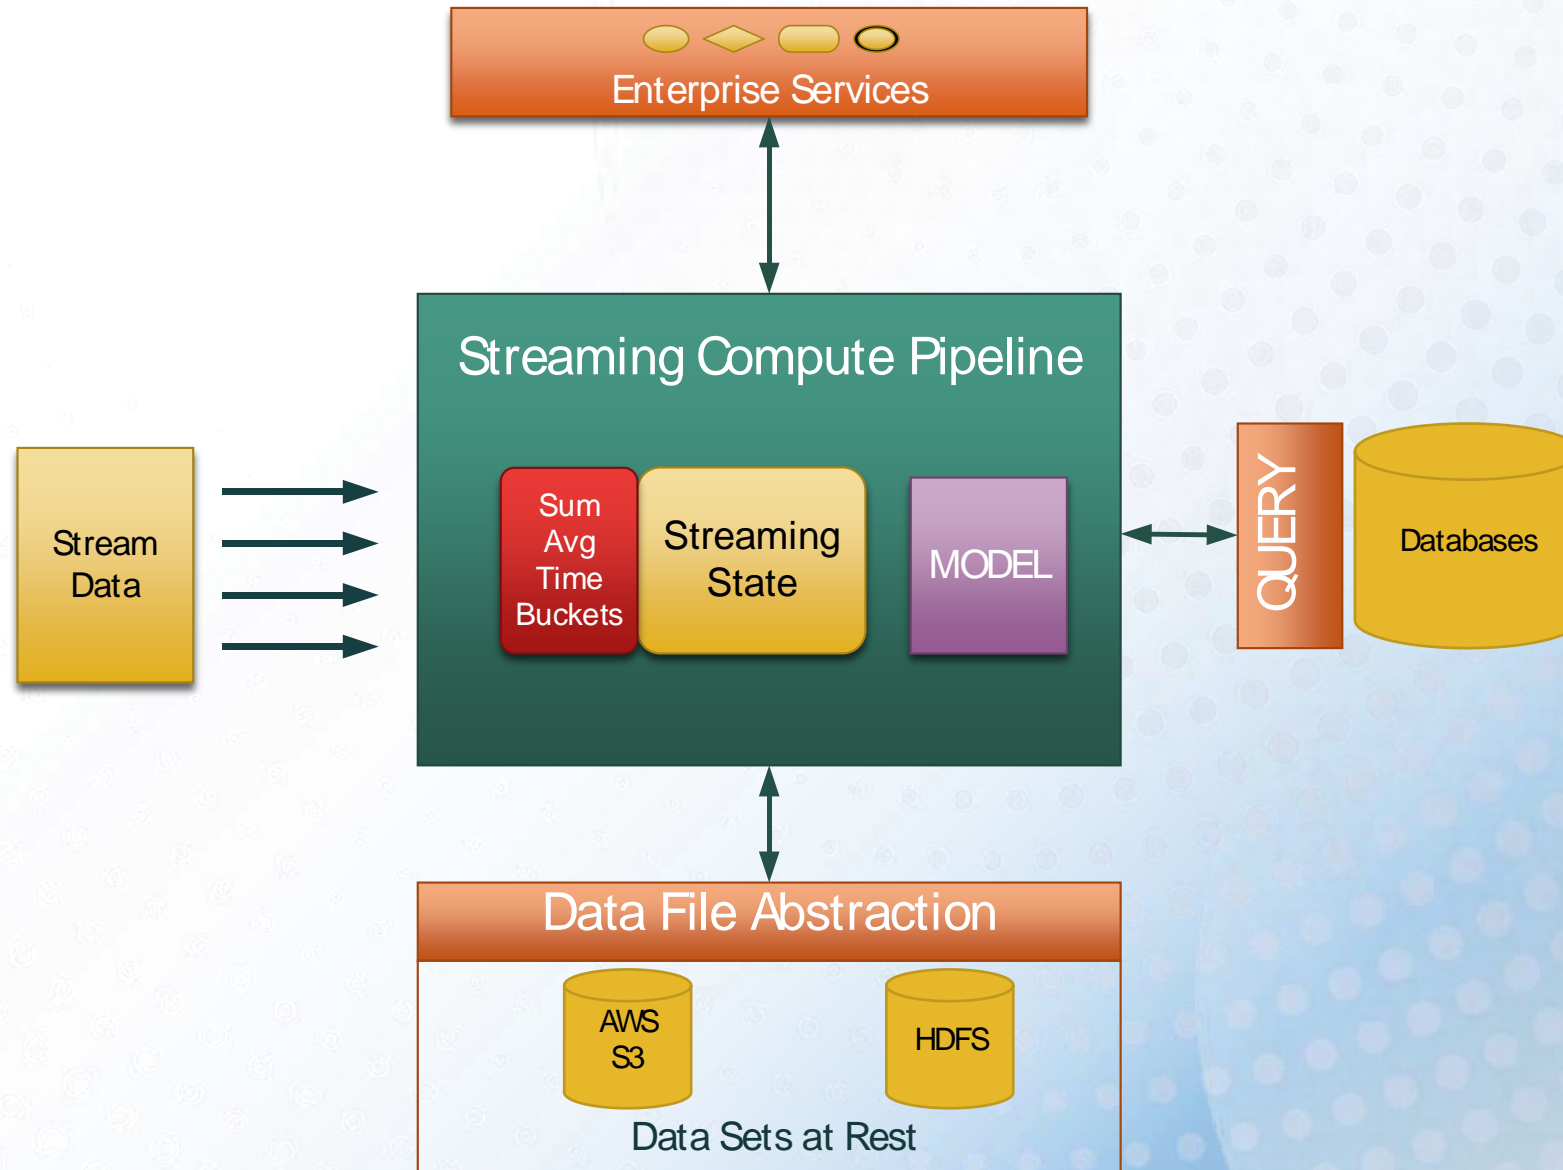 Enterprise Services
Streaming Compute Pipeline
Stream
Data
Sum
Avg
Time
Buckets
Streaming
State
MODEL
QUERY
Databases
Data File Abstraction
AWS
S3
HDFS
Data Sets at Rest